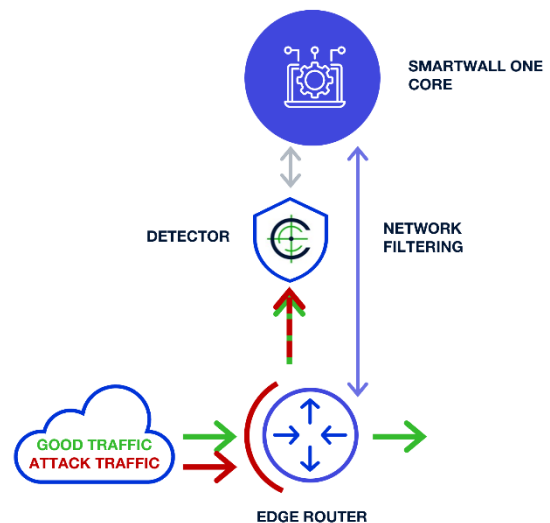 SMARTWALL ONE
CORE
DETECTOR
NETWORK
FILTERING
GOOD TRAFFIC
ATTACK TRAFFIC
EDGE ROUTER